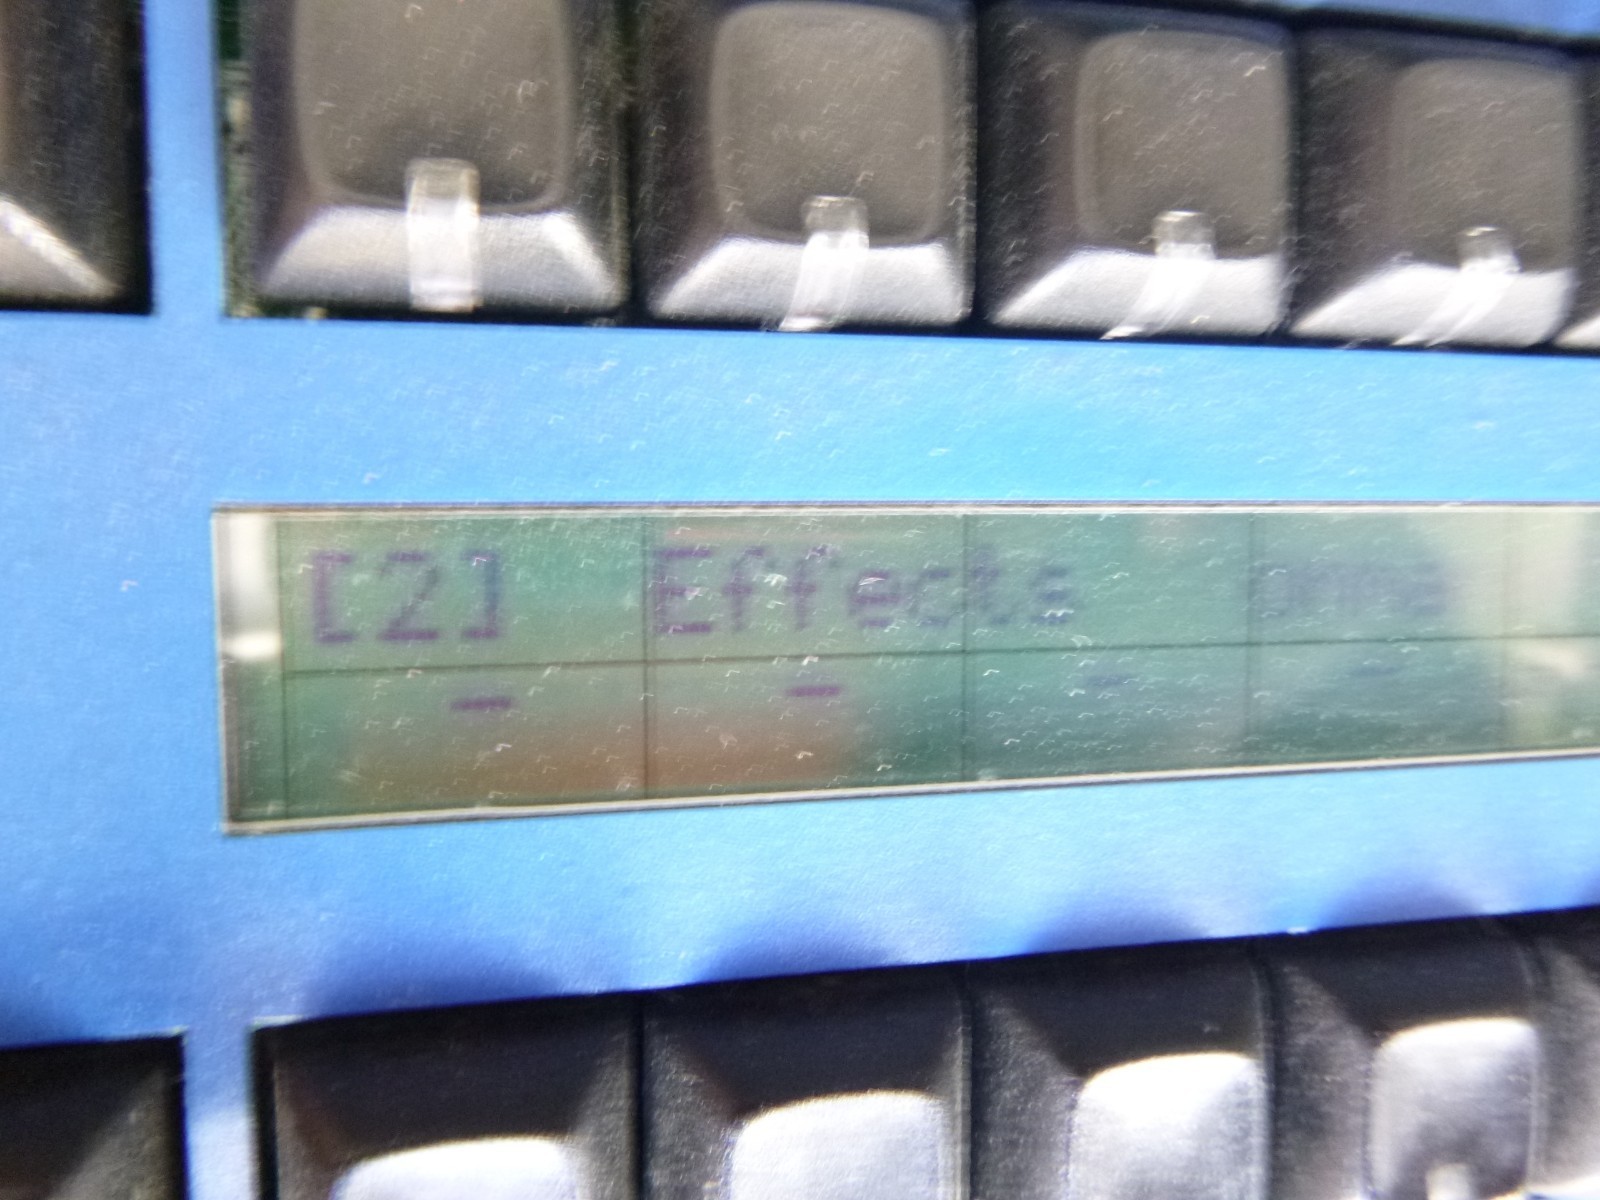 [2] Effects
- - - -